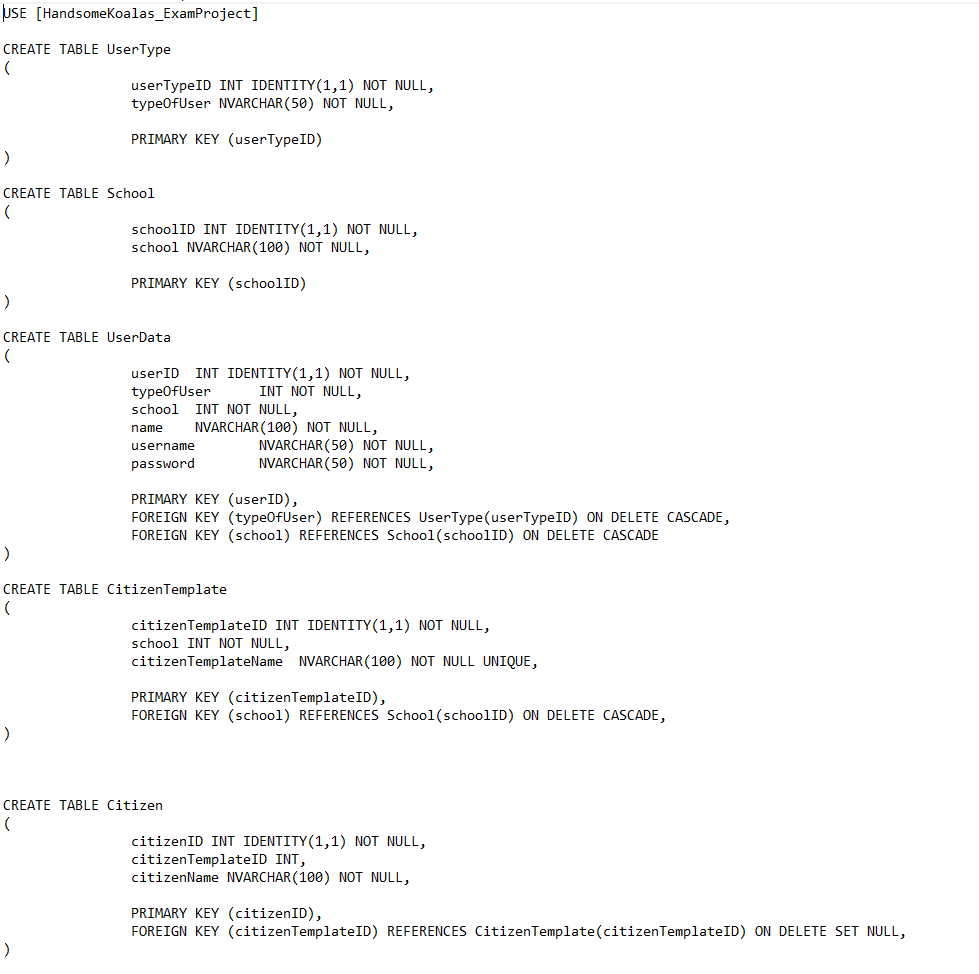 USE [HandsomeKoalas_ExamProject]
CREATE TABLE UserType
(
userTypeID INT IDENTITY(1,1) NOT NULL,
typeOfUser NVARCHAR(50) NOT NULL,
PRIMARY KEY (userTypeID)
)
CREATE TABLE School
(
schoolID INT IDENTITY(1,1) NOT NULL,
school NVARCHAR(100) NOT NULL,
PRIMARY KEY (schoolID)
)
CREATE TABLE UserData
(
userID  INT IDENTITY(1,1) NOT NULL,
typeOfUser      INT NOT NULL,
school  INT NOT NULL,
name    NVARCHAR(100) NOT NULL,
username        NVARCHAR(50) NOT NULL,
password        NVARCHAR(50) NOT NULL,
PRIMARY KEY (userID),
FOREIGN KEY (typeOfUser) REFERENCES UserType(userTypeID) ON DELETE CASCADE,
FOREIGN KEY (school) REFERENCES School(schoolID) ON DELETE CASCADE
)
CREATE TABLE CitizenTemplate
(
citizenTemplateID INT IDENTITY(1,1) NOT NULL,
school INT NOT NULL,
citizenTemplateName  NVARCHAR(100) NOT NULL UNIQUE,
PRIMARY KEY (citizenTemplateID),
FOREIGN KEY (school) REFERENCES School(schoolID) ON DELETE CASCADE,
)
CREATE TABLE Citizen
(
citizenID INT IDENTITY(1,1) NOT NULL,
citizenTemplateID INT,
citizenName NVARCHAR(100) NOT NULL,
PRIMARY KEY (citizenID),
FOREIGN KEY (citizenTemplateID) REFERENCES CitizenTemplate(citizenTemplateID) ON DELETE SET NULL,
)